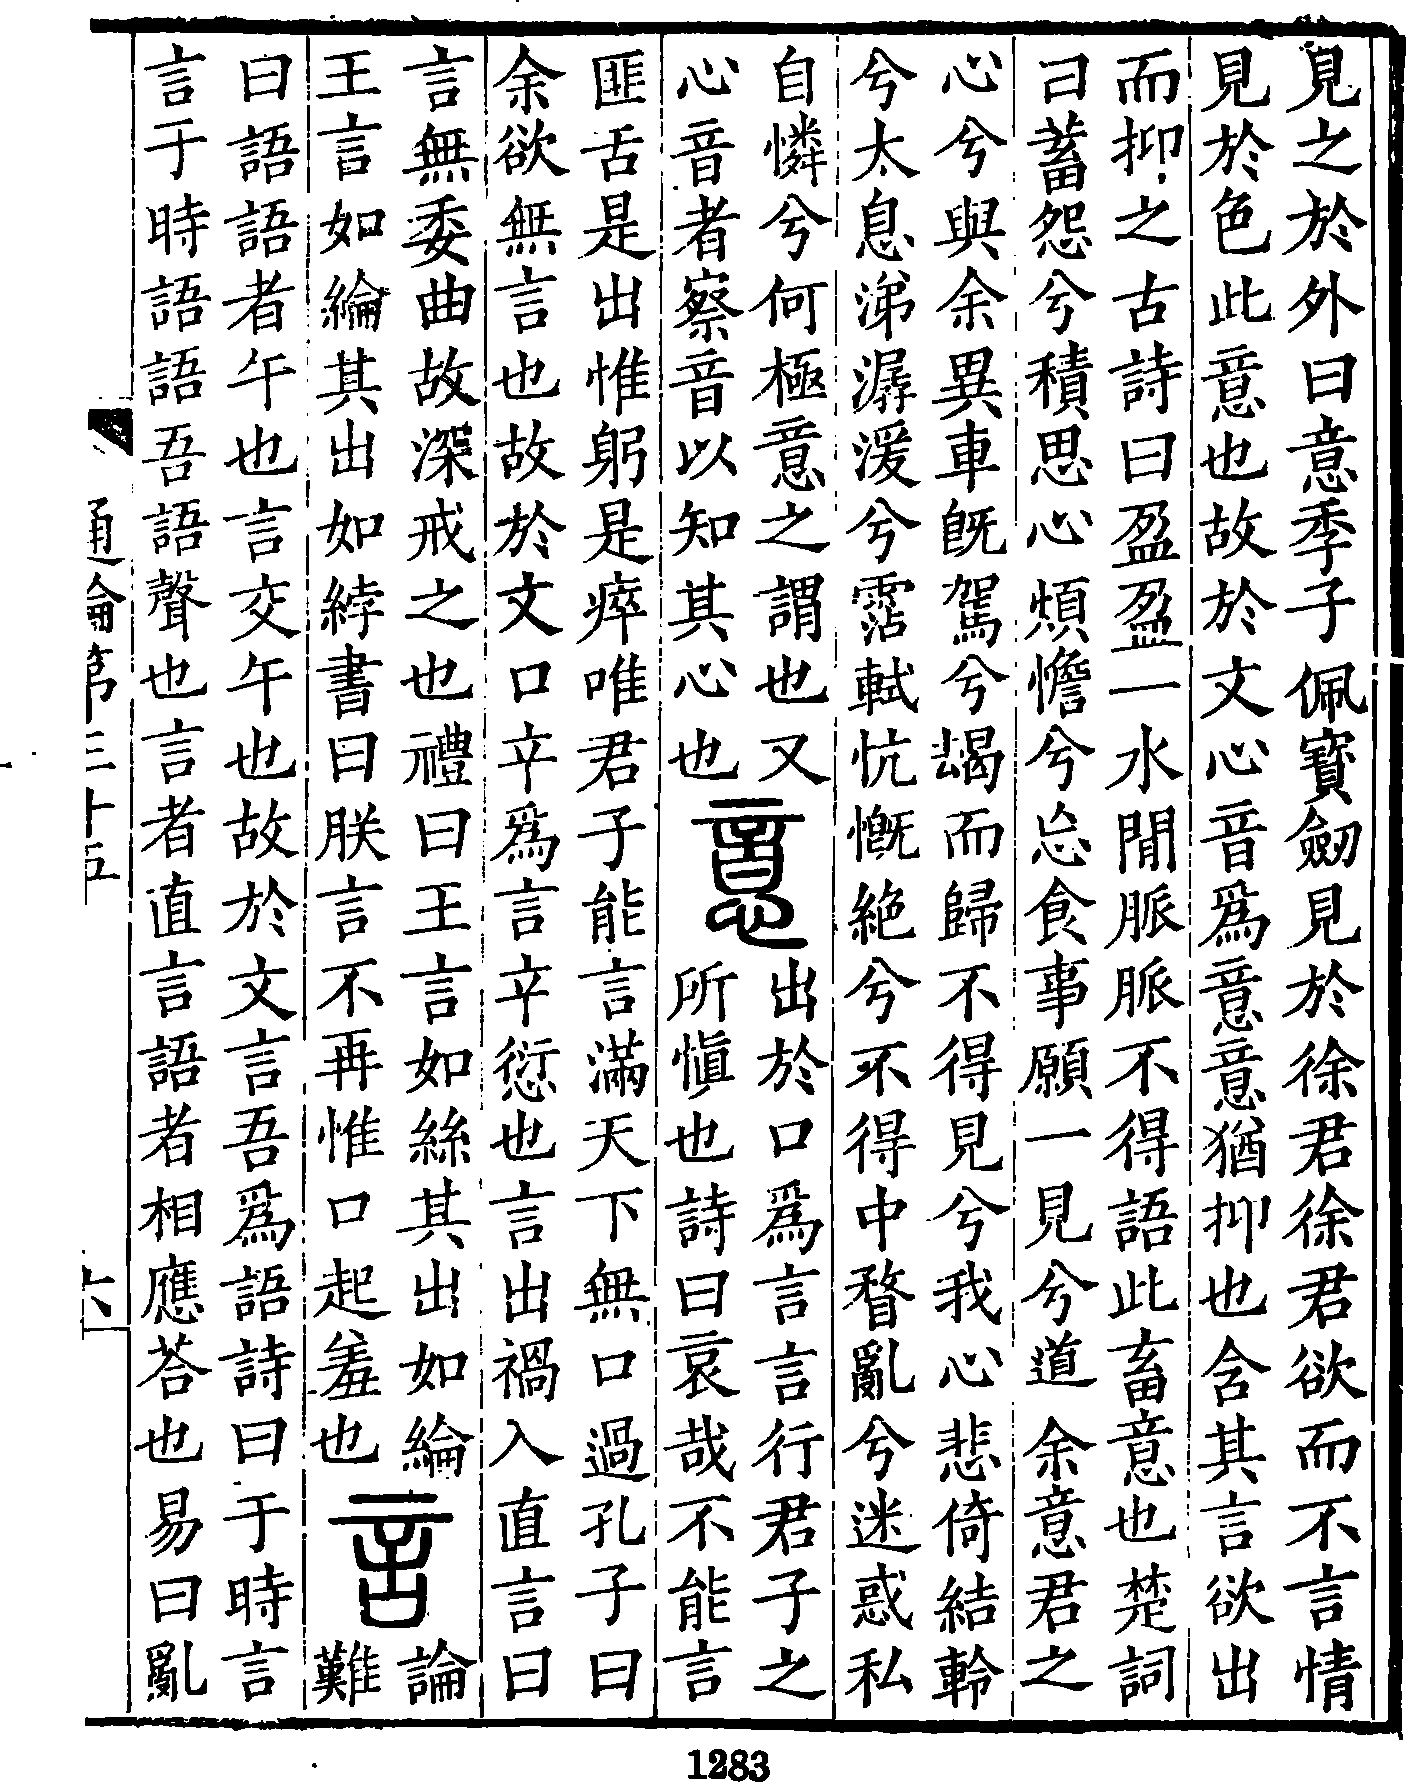 見之於外曰意季子佩寶劒見於徐君徐君欲而不言情
見於色此意也故於文心音爲意意猶抑也含其言欲出
而抑之古詩曰盈盈一水閒脈脈不得語此畜意也楚詞
曰蓄怨兮積思心煩憺兮忘食事願一見兮道余意君之
心兮與余異車旣駕兮朅而歸不得見兮我心悲倚結軨
兮太息涕潺湲兮霑軾忼慨絶兮不得中瞀亂兮迷惑私
自憐兮何極意之謂也又
心音者察音以知其心也
意
出於口爲言言行君子之
所愼也詩曰哀哉不能言
匪舌是出惟躬是瘁唯君子能言滿天下無口過孔子曰
余欲無言也故於文口䇂爲言䇂愆也言出禍入直言曰
言無委曲故深戒之也禮曰王言如絲其出如綸
王言如綸其出如綍書曰朕言不再惟口起羞也
言
論
難
曰語語者午也言交午也故於文言吾爲語詩曰于時言
言于時語語吾語聲也言者直言語者相應荅也易曰亂
通論第三十五 六
1283